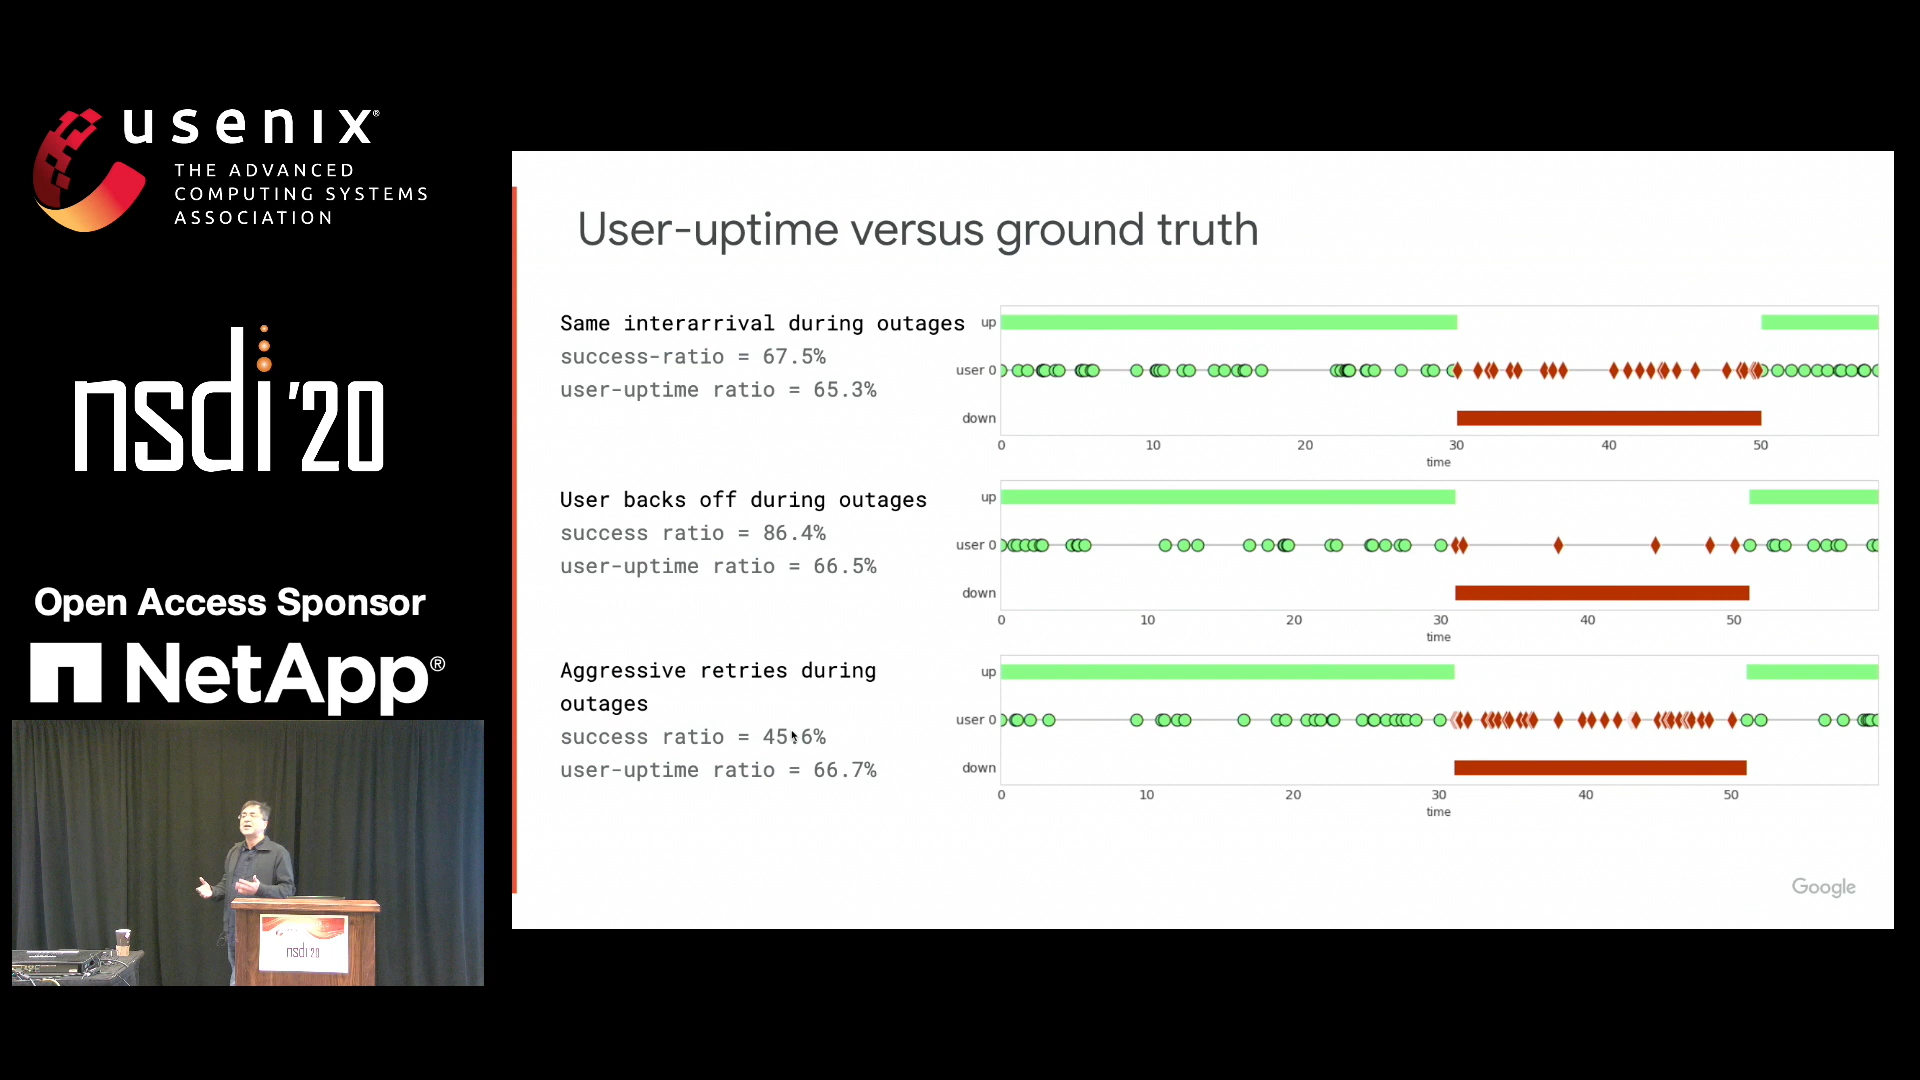 usenix®
THE ADVANCED
COMPUTING SYSTEMS
ASSOCIATION
nsdi '20
Open Access Sponsor
NetApp®
nsdi 20
User-uptime versus ground truth
Same interarrival during outages
success-ratio = 67.5%
user-uptime ratio = 65.3%
up
user 0
down
0 10 20 30 40 50
time
User backs off during outages
success ratio = 86.4%
user-uptime ratio = 66.5%
up
user 0
down
0 10 20 30 40 50
time
Aggressive retries during
outages
success ratio = 45.6%
user-uptime ratio = 66.7%
up
user 0
down
0 10 20 30 40 50
time
Google